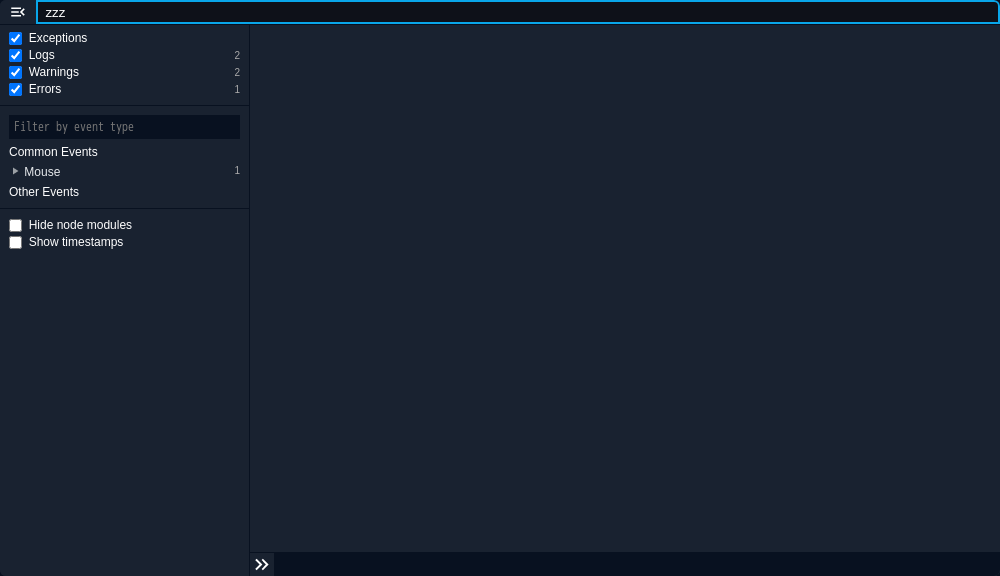 zzz
Exceptions
Logs 2
Warnings 2
Errors 1
Filter by event type
Common Events
Mouse 1
Other Events
Hide node modules
Show timestamps